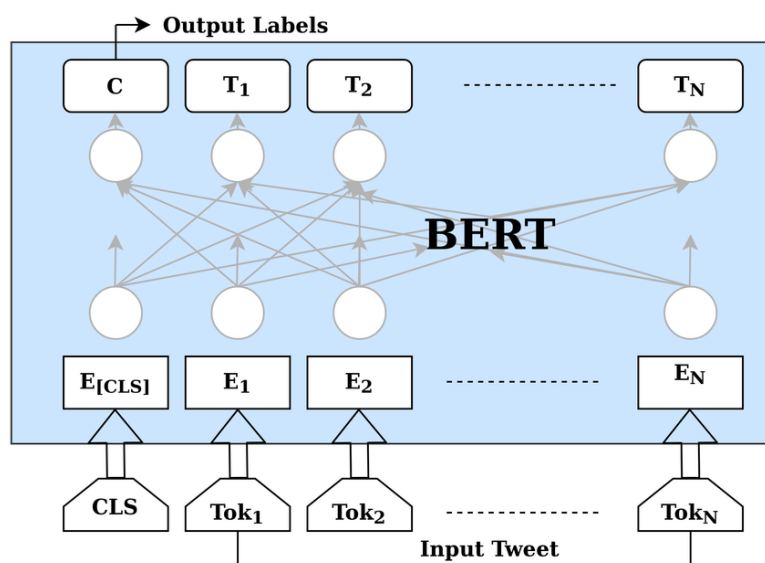 Output Labels
C T1 T2 TN
BERT
E[CLS] E1 E2 EN
CLS Tok1 Tok2 TokN
Input Tweet